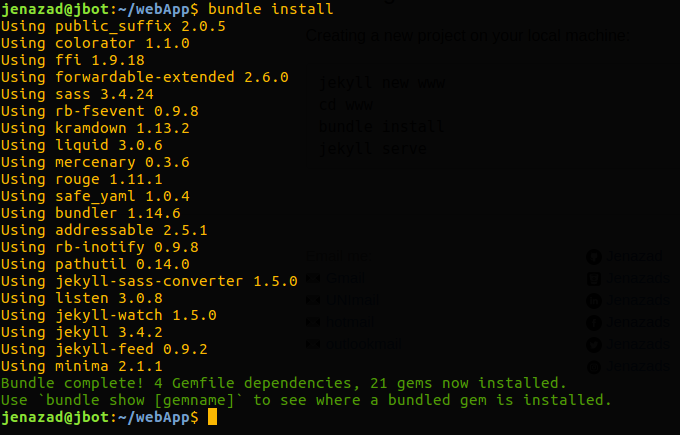 jenazad@jbot:~/webApp$ bundle install
Using public_suffix 2.0.5
Using colorator 1.1.0
Using ffi 1.9.18
Using forwardable-extended 2.6.0
Using sass 3.4.24
Using rb-fsevent 0.9.8
Using kramdown 1.13.2
Using liquid 3.0.6
Using mercenary 0.3.6
Using rouge 1.11.1
Using safe_yaml 1.0.4
Using bundler 1.14.6
Using addressable 2.5.1
Using rb-inotify 0.9.8
Using pathutil 0.14.0
Using jekyll-sass-converter 1.5.0
Using listen 3.0.8
Using jekyll-watch 1.5.0
Using jekyll 3.4.2
Using jekyll-feed 0.9.2
Using minima 2.1.1
Bundle complete! 4 Gemfile dependencies, 21 gems now installed.
Use `bundle show [gemname]` to see where a bundled gem is installed.
jenazad@jbot:~/webApp$
Creating a new project on your local machine:
jekyll new www
cd www
bundle install
jekyll serve
Jenazad